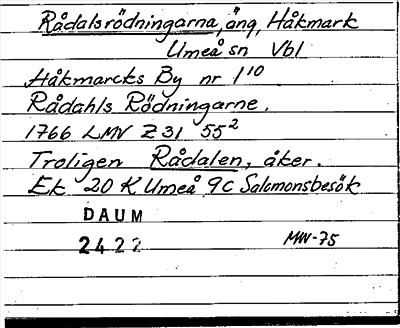 Rådalsrödningarna, äng, Håkmark
Umeå sn Vbl
Håkmarcks By nr 1¹⁰
Rådahls Rödningarne.
1766 LMV Z 31 55²
Troligen Rådalen, åker.
Ek 20 K Umeå 9c Salomonsbesök
DAUM
2422 MW-75